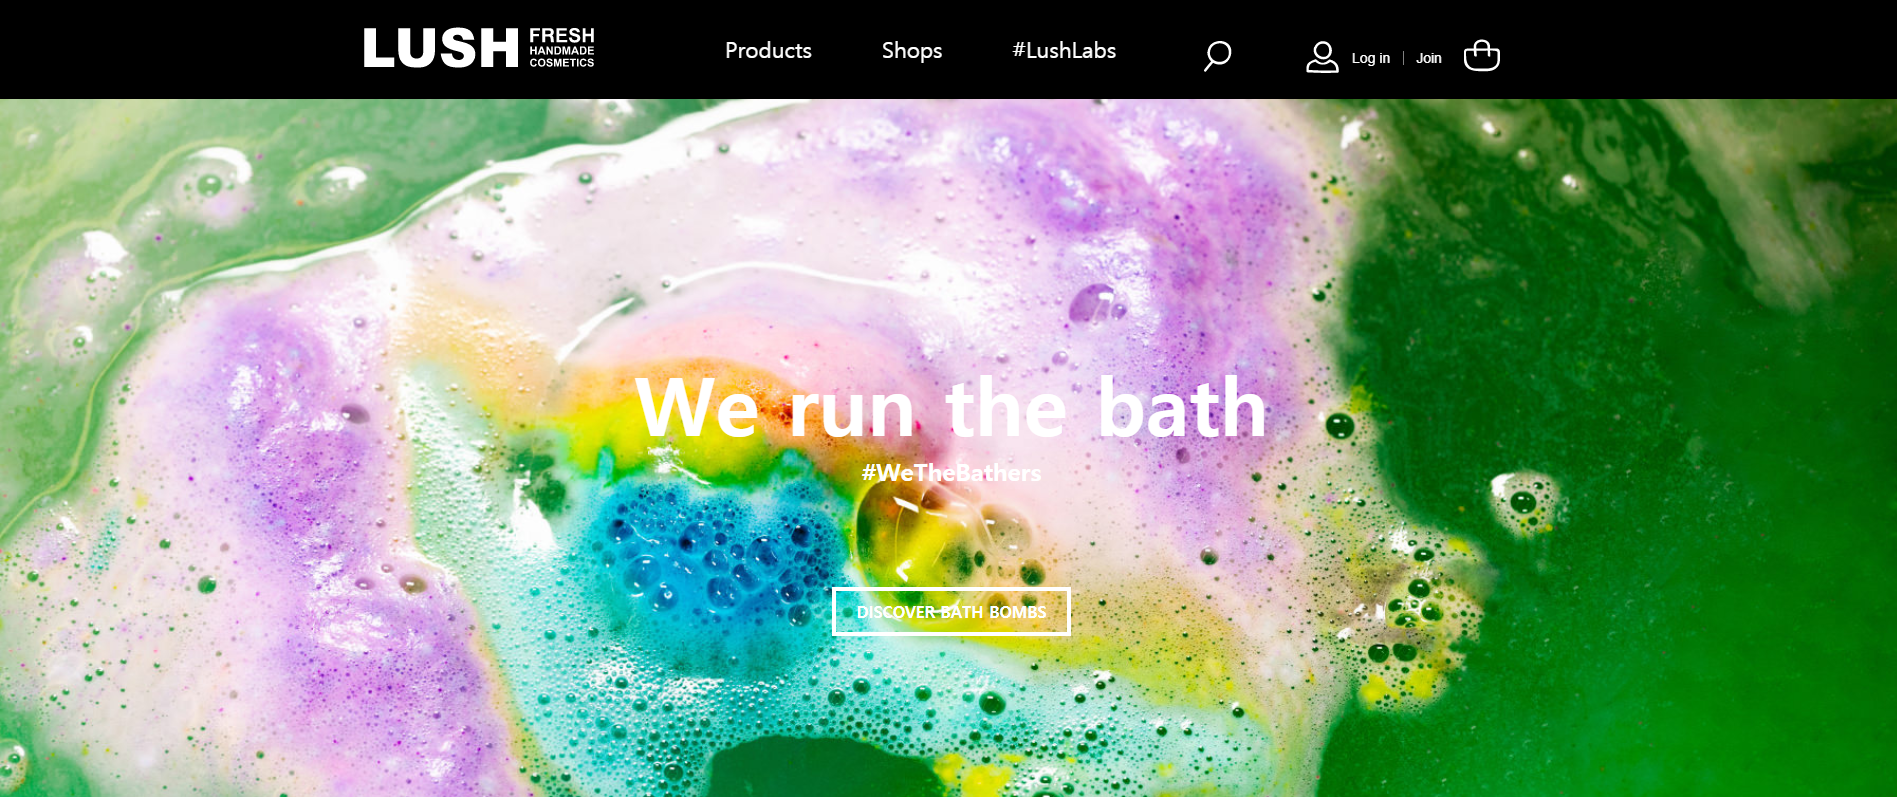 LUSH FRESH HANDMADE COSMETICS
Products
Shops
#LushLabs
Log in | Join
We run the bath
#WeTheBathers
DISCOVER BATH BOMBS